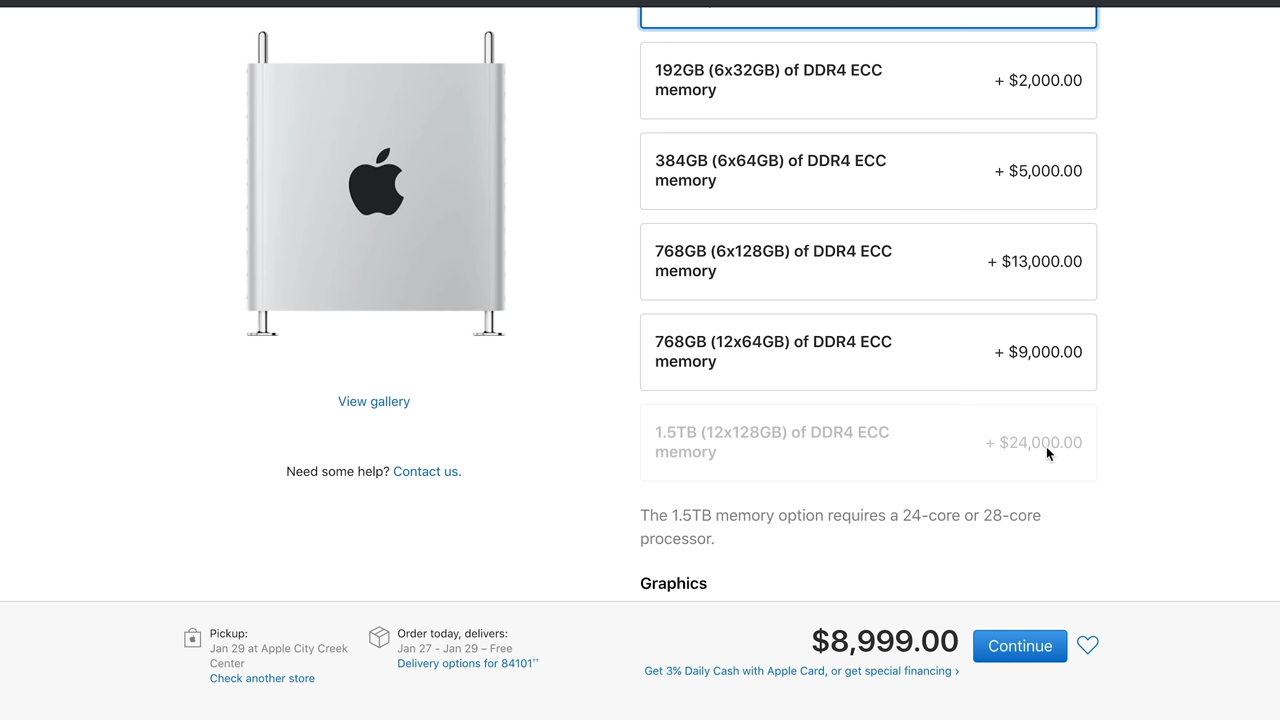 192GB (6x32GB) of DDR4 ECC
memory
+ $2,000.00
384GB (6x64GB) of DDR4 ECC
memory
+ $5,000.00
768GB (6x128GB) of DDR4 ECC
memory
+ $13,000.00
768GB (12x64GB) of DDR4 ECC
memory
+ $9,000.00
View gallery
1.5TB (12x128GB) of DDR4 ECC
memory
+ $24,000.00
Need some help? Contact us.
The 1.5TB memory option requires a 24-core or 28-core
processor.
Graphics
Pickup:
Jan 29 at Apple City Creek
Center
Check another store
Order today, delivers:
Jan 27 - Jan 29 – Free
Delivery options for 84101††
$8,999.00
Continue
Get 3% Daily Cash with Apple Card, or get special financing ›